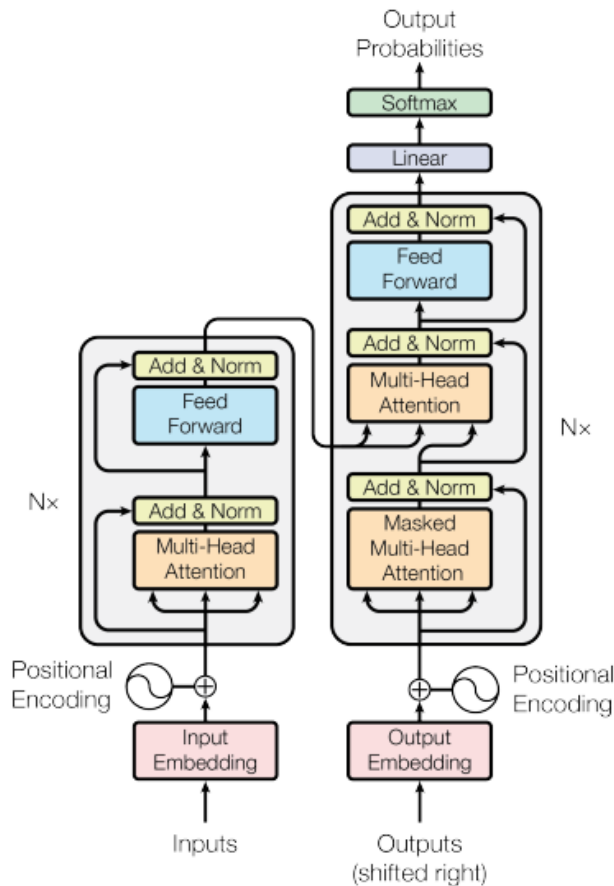 Output
Probabilities
Softmax
Linear
Add & Norm
Feed
Forward
Add & Norm
Multi-Head
Attention
Add & Norm
Masked
Multi-Head
Attention
Nx
Add & Norm
Feed
Forward
Add & Norm
Multi-Head
Attention
Nx
Positional
Encoding
Positional
Encoding
Input
Embedding
Output
Embedding
Inputs
Outputs
(shifted right)